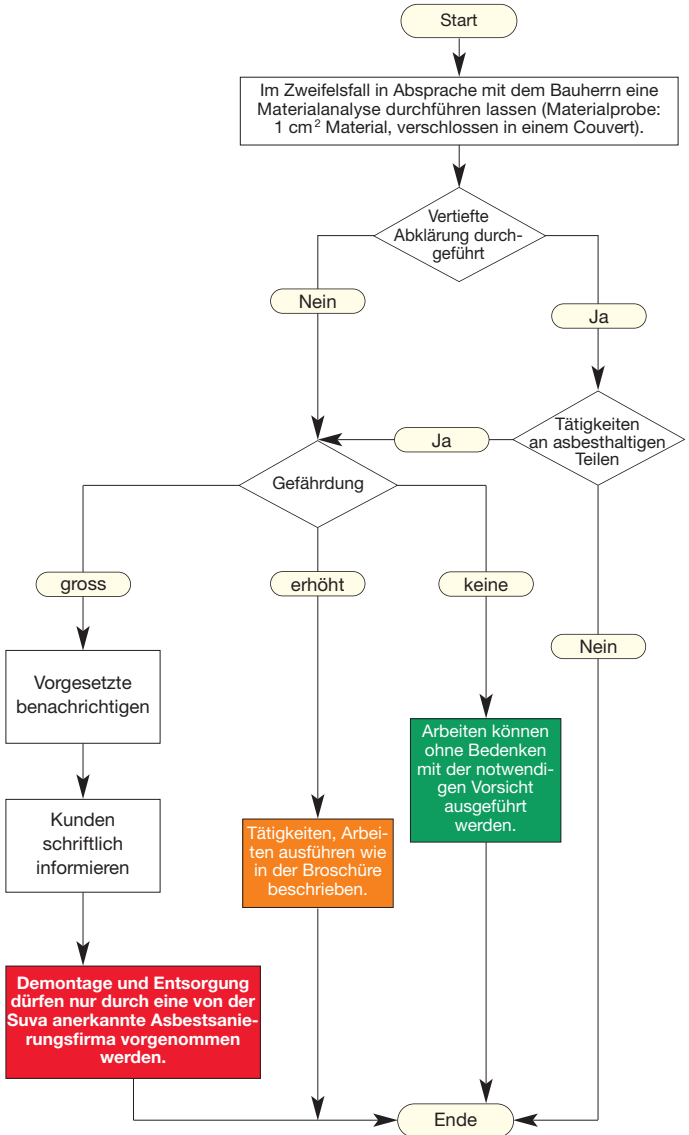 Start
Im Zweifelsfall in Absprache mit dem Bauherrn eine
Materialanalyse durchführen lassen (Materialprobe:
1 cm² Material, verschlossen in einem Couvert).
Vertiefte
Abklärung durch-
geführt
Nein
Ja
Tätigkeiten
an asbesthaltigen
Teilen
Ja
Gefährdung
gross
erhöht
keine
Nein
Vorgesetzte
benachrichtigen
Arbeiten können
ohne Bedenken
mit der notwendi-
gen Vorsicht
ausgeführt
werden.
Kunden
schriftlich
informieren
Tätigkeiten, Arbei-
ten ausführen wie
in der Broschüre
beschrieben.
Demontage und Entsorgung
dürfen nur durch eine von der
Suva anerkannte Asbestsanie-
rungsfirma vorgenommen
werden.
Ende